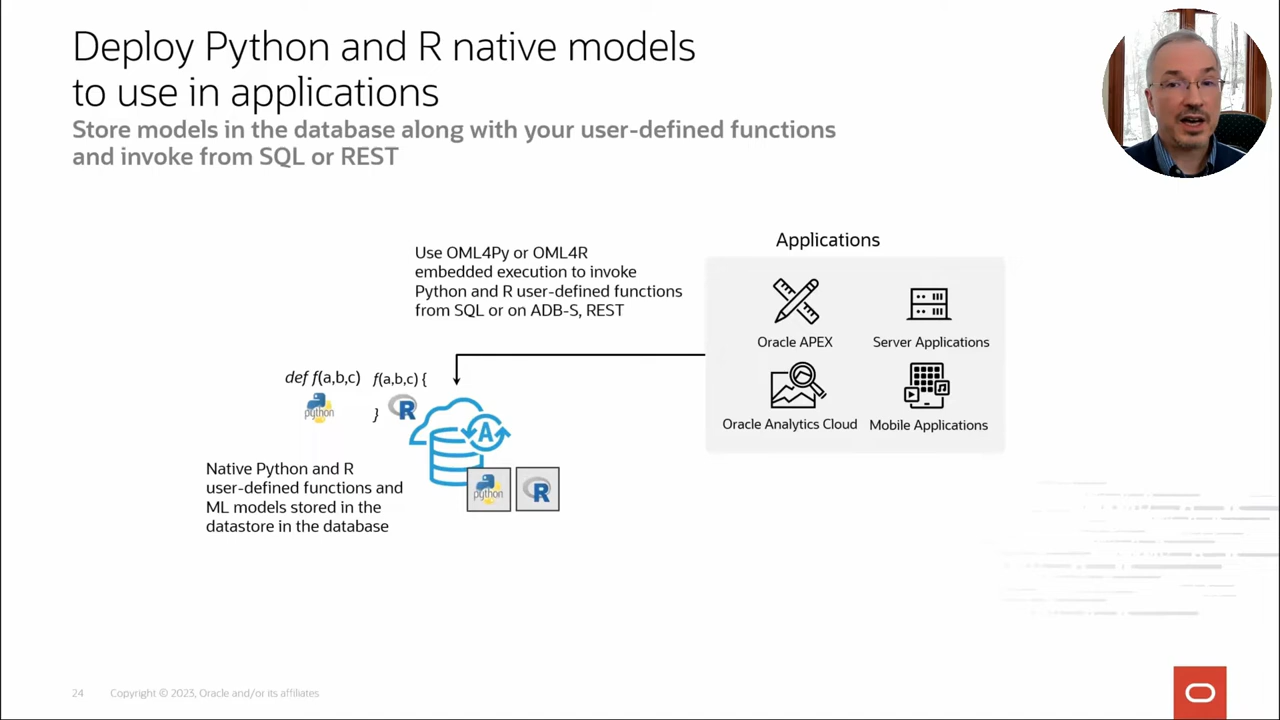 Deploy Python and R native models
to use in applications
Store models in the database along with your user-defined functions
and invoke from SQL or REST
Use OML4Py or OML4R
embedded execution to invoke
Python and R user-defined functions
from SQL or on ADB-S, REST
Applications
Oracle APEX
Server Applications
Oracle Analytics Cloud
Mobile Applications
def f(a,b,c)
f(a,b,c) {
python
}
R
A
python
R
Native Python and R
user-defined functions and
ML models stored in the
datastore in the database
24
Copyright © 2023, Oracle and/or its affiliates